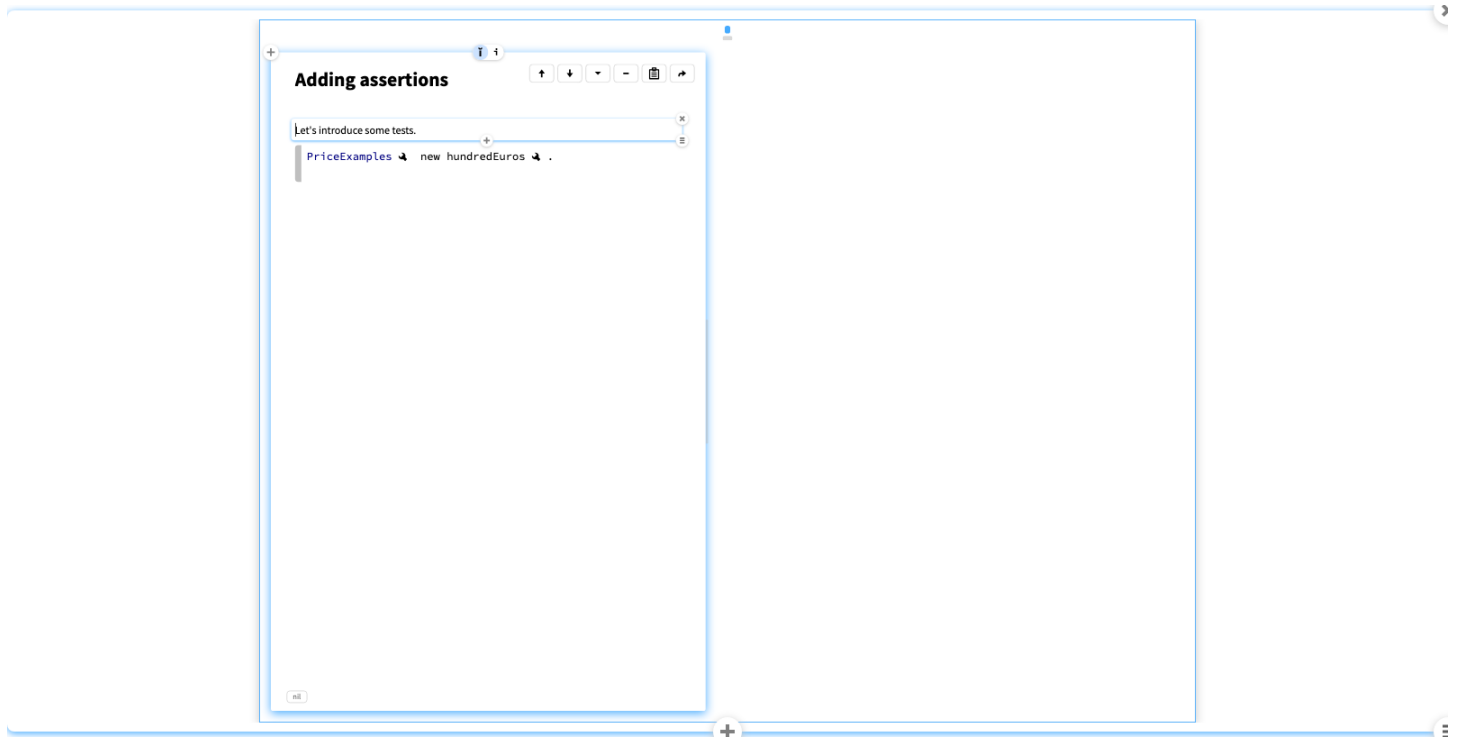 Adding assertions
Let's introduce some tests.
PriceExamples new hundredEuros .
nil